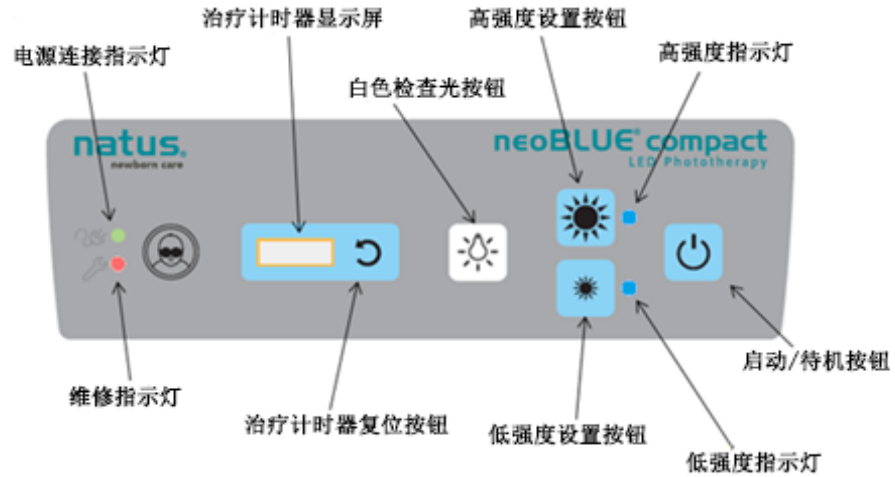 治疗计时器显示屏
高强度设置按钮
电源连接指示灯
高强度指示灯
白色检查光按钮
natus.
newborn care
neoBLUE® compact
LED Phototherapy
启动/待机按钮
维修指示灯
治疗计时器复位按钮
低强度设置按钮
低强度指示灯